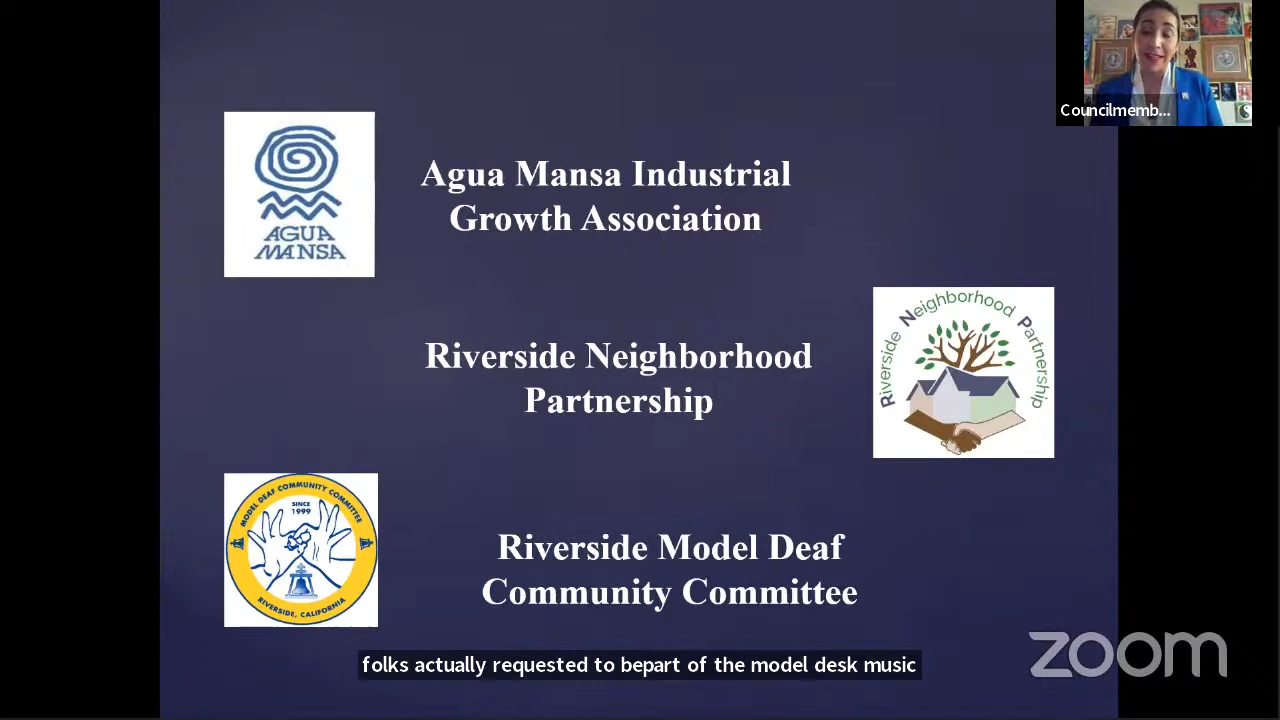 Councilmemb...
AGUA
MANSA
Agua Mansa Industrial
Growth Association
Riverside Neighborhood
Partnership
Riverside Neighborhood Partnership
MODEL DEAF COMMUNITY COMMITTEE
SINCE
1999
RIVERSIDE, CALIFORNIA
Riverside Model Deaf
Community Committee
folks actually requested to bepart of the model desk music
zoom